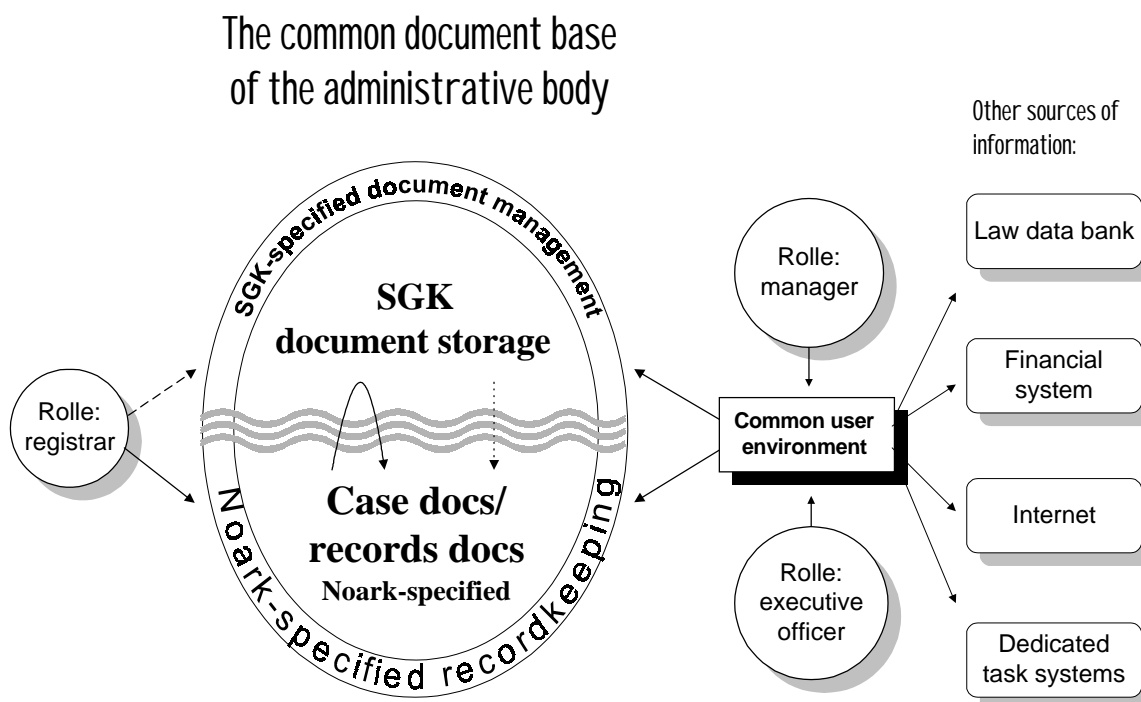 The common document base
of the administrative body
Other sources of
information:
SGK-specified document management
SGK
document storage
Rolle:
registrar
Case docs/
records docs
Noark-specified
Noark-specified recordkeeping
Rolle:
manager
Common user
environment
Rolle:
executive
officer
Law data bank
Financial
system
Internet
Dedicated
task systems